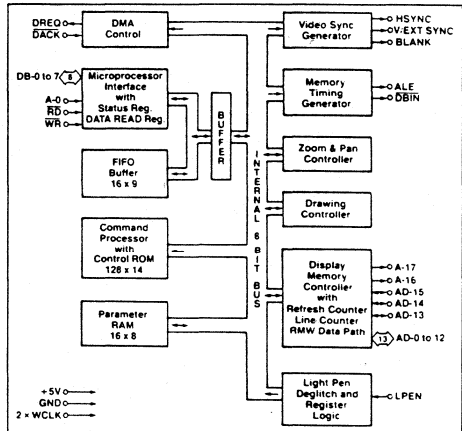 DREQ
DACK
DMA
Control
DB-0 to 7
8
Microprocessor
Interface
with
Status Reg.
DATA READ Reg.
A-0
RD
WR
FIFO
Buffer
16 x 9
Command
Processor
with
Control ROM
128 x 14
Parameter
RAM
16 x 8
+5V
GND
2 × WCLK
BUFFER
INTERNAL 8 BIT BUS
Video Sync
Generator
HSYNC
V:EXT SYNC
BLANK
Memory
Timing
Generator
ALE
DBIN
Zoom & Pan
Controller
Drawing
Controller
Display
Memory
Controller
with
Refresh Counter
Line Counter
RMW Data Path
A-17
A-16
AD-15
AD-14
AD-13
13
AD-0 to 12
Light Pen
Deglitch and
Register
Logic
LPEN